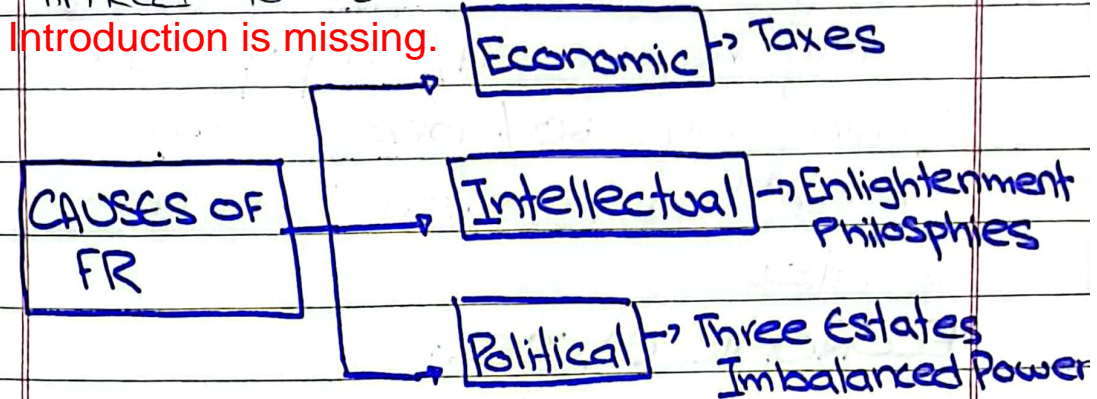 Introduction is missing.
Economic → Taxes
CAUSES OF
FR
Intellectual → Enlightenment
Philosphies
Political → Three Estates
Imbalanced Power